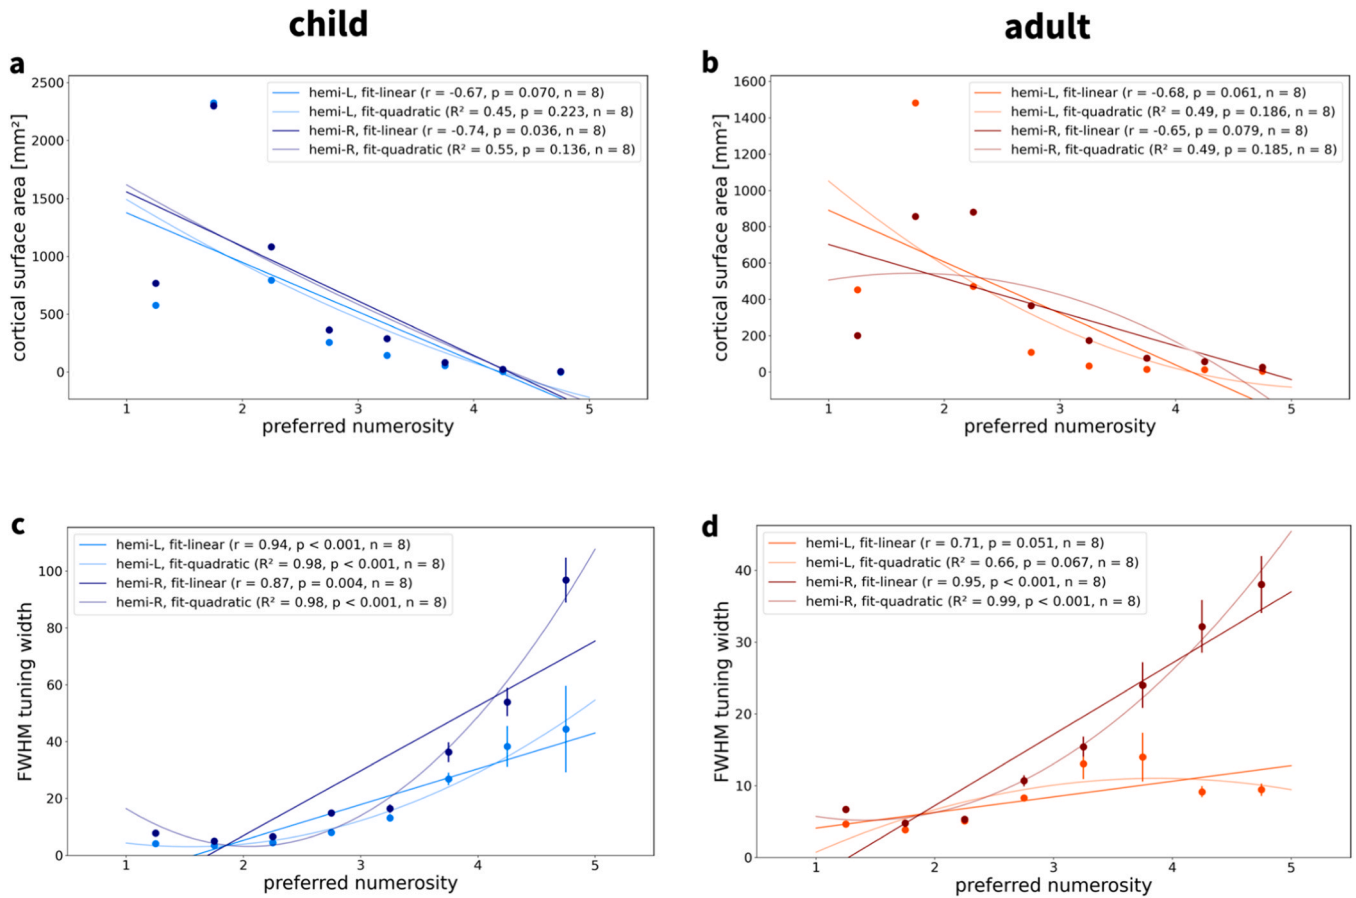 child
adult
a
hemi-L, fit-linear (r = -0.67, p = 0.070, n = 8)
hemi-L, fit-quadratic (R² = 0.45, p = 0.223, n = 8)
hemi-R, fit-linear (r = -0.74, p = 0.036, n = 8)
hemi-R, fit-quadratic (R² = 0.55, p = 0.136, n = 8)
cortical surface area [mm²]
2500
2000
1500
1000
500
0
1 2 3 4 5
preferred numerosity
b
hemi-L, fit-linear (r = -0.68, p = 0.061, n = 8)
hemi-L, fit-quadratic (R² = 0.49, p = 0.186, n = 8)
hemi-R, fit-linear (r = -0.65, p = 0.079, n = 8)
hemi-R, fit-quadratic (R² = 0.49, p = 0.185, n = 8)
cortical surface area [mm²]
1600
1400
1200
1000
800
600
400
200
0
1 2 3 4 5
preferred numerosity
c
hemi-L, fit-linear (r = 0.94, p < 0.001, n = 8)
hemi-L, fit-quadratic (R² = 0.98, p < 0.001, n = 8)
hemi-R, fit-linear (r = 0.87, p = 0.004, n = 8)
hemi-R, fit-quadratic (R² = 0.98, p < 0.001, n = 8)
FWHM tuning width
100
80
60
40
20
0
1 2 3 4 5
preferred numerosity
d
hemi-L, fit-linear (r = 0.71, p = 0.051, n = 8)
hemi-L, fit-quadratic (R² = 0.66, p = 0.067, n = 8)
hemi-R, fit-linear (r = 0.95, p < 0.001, n = 8)
hemi-R, fit-quadratic (R² = 0.99, p < 0.001, n = 8)
FWHM tuning width
40
30
20
10
0
1 2 3 4 5
preferred numerosity